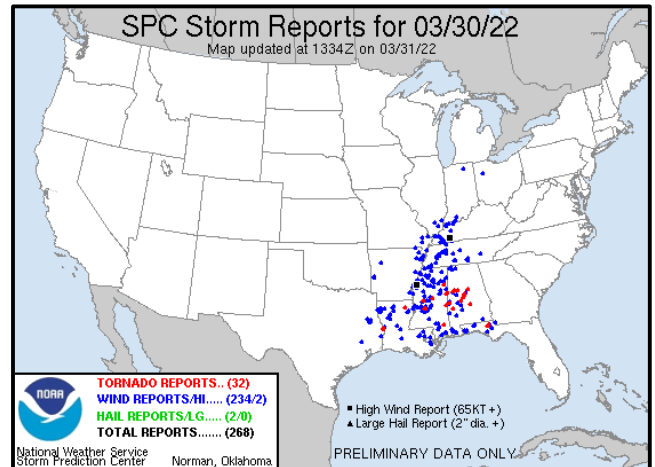 SPC Storm Reports for 03/30/22
Map updated at 1334Z on 03/31/22
TORNADO REPORTS.. (32)
WIND REPORTS/HI..... (234/2)
HAIL REPORTS/LG..... (2/0)
TOTAL REPORTS....... (268)
NOAA
National Weather Service
Storm Prediction Center Norman, Oklahoma
High Wind Report (65KT +)
Large Hail Report (2" dia. +)
PRELIMINARY DATA ONLY